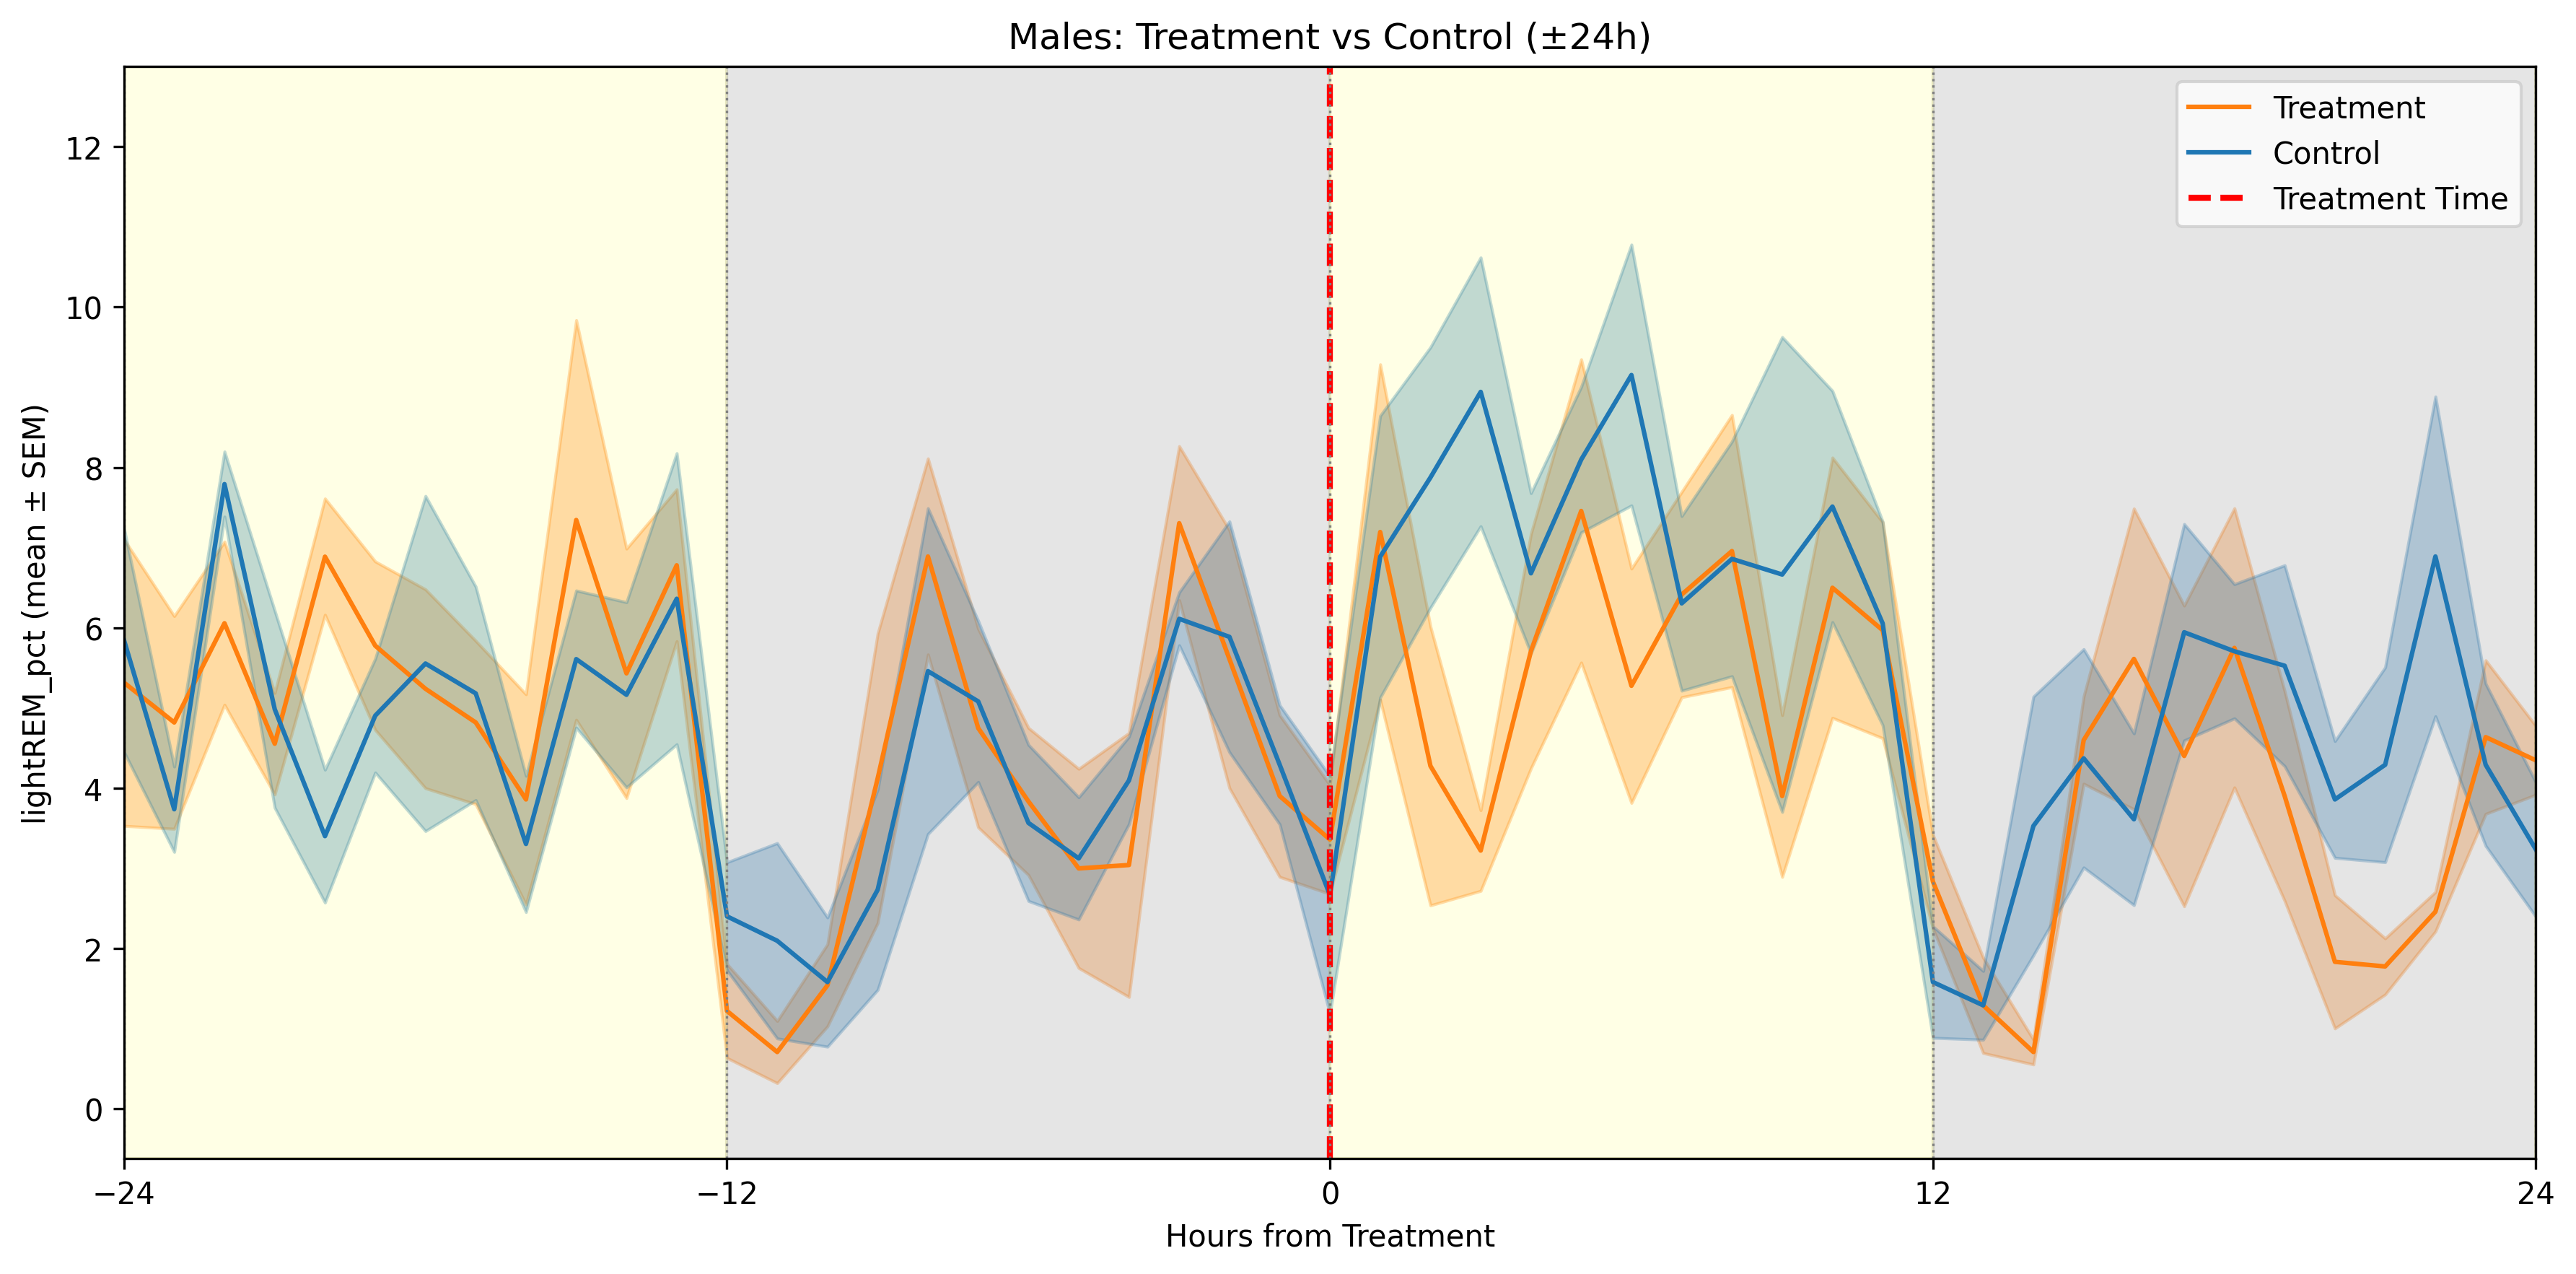 Males: Treatment vs Control (±24h)
Treatment
Control
Treatment Time
lightREM_pct (mean ± SEM)
12
10
8
6
4
2
0
−24
−12
0
12
24
Hours from Treatment